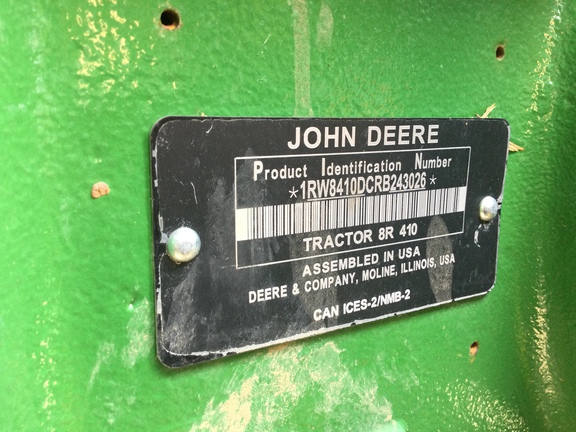 JOHN DEERE
Product Identification Number
*1RW8410DCRB243026*
TRACTOR 8R 410
ASSEMBLED IN USA
DEERE & COMPANY, MOLINE, ILLINOIS, USA
CAN ICES-2/NMB-2